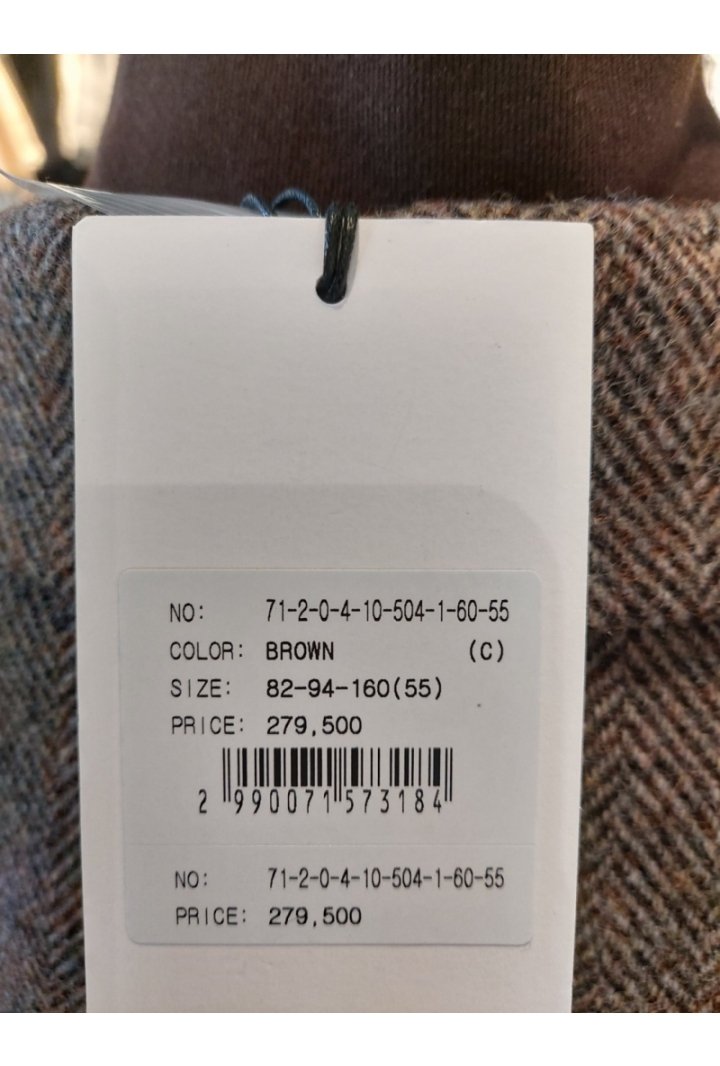 NO: 71-2-0-4-10-504-1-60-55
COLOR: BROWN (C)
SIZE: 82-94-160(55)
PRICE: 279,500
2 990071 573184
NO: 71-2-0-4-10-504-1-60-55
PRICE: 279,500